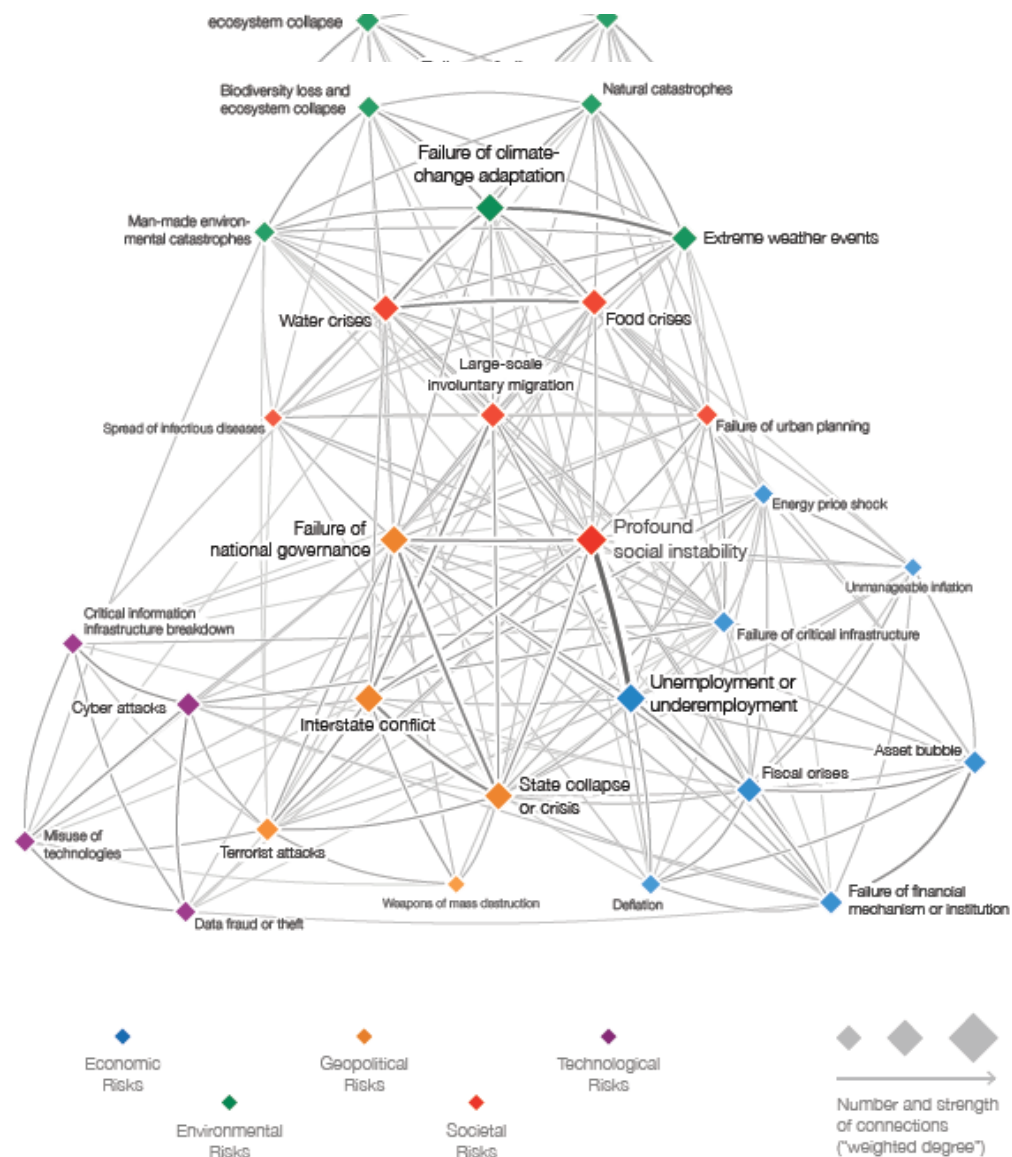 ecosystem collapse
Biodiversity loss and
ecosystem collapse
Natural catastrophes
Failure of climate-
change adaptation
Man-made environ-
mental catastrophes
Extreme weather events
Water crises
Food crises
Large-scale
involuntary migration
Spread of infectious diseases
Failure of urban planning
Energy price shock
Failure of
national governance
Profound
social instability
Unmanageable inflation
Critical information
infrastructure breakdown
Failure of critical infrastructure
Cyber attacks
Interstate conflict
Unemployment or
underemployment
Asset bubble
Fiscal crises
State collapse
or crisis
Misuse of
technologies
Terrorist attacks
Weapons of mass destruction
Deflation
Failure of financial
mechanism or institution
Data fraud or theft
Economic
Risks
Geopolitical
Risks
Technological
Risks
Environmental
Risks
Societal
Risks
Number and strength
of connections
("weighted degree")